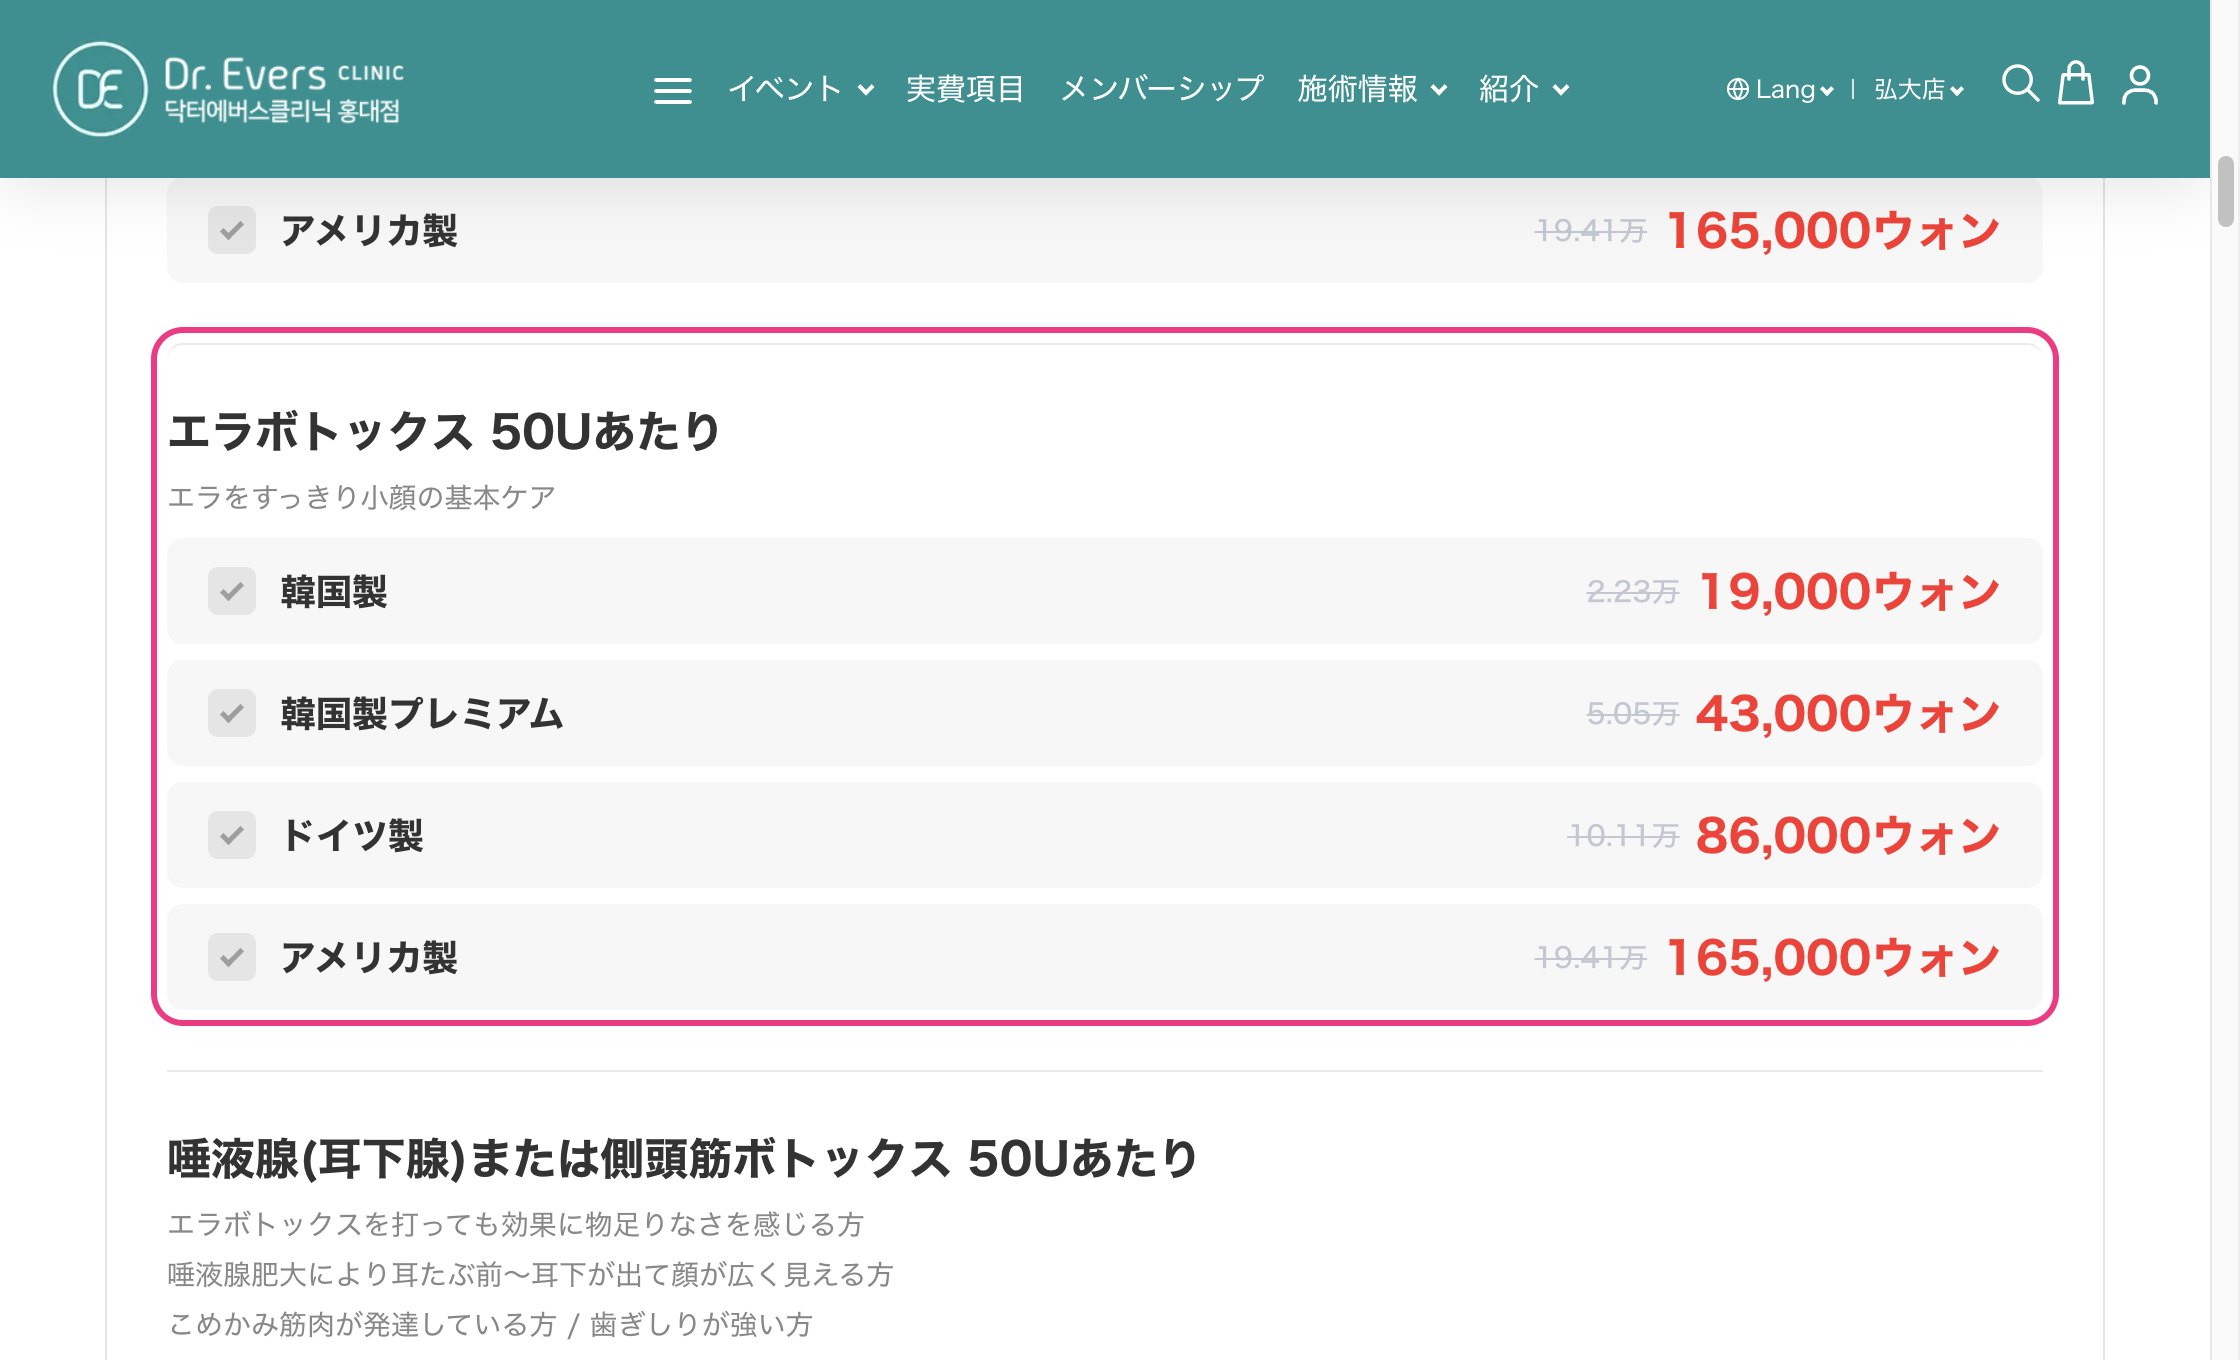 DE Dr. Evers CLINIC
닥터에버스클리닉 홍대점
イベント 実費項目 メンバーシップ 施術情報 紹介 Lang | 弘大店
アメリカ製 19.41万 165,000ウォン
エラボトックス 50Uあたり
エラをすっきり小顔の基本ケア
韓国製 2.23万 19,000ウォン
韓国製プレミアム 5.05万 43,000ウォン
ドイツ製 10.11万 86,000ウォン
アメリカ製 19.41万 165,000ウォン
唾液腺(耳下腺)または側頭筋ボトックス 50Uあたり
エラボトックスを打っても効果に物足りなさを感じる方
唾液腺肥大により耳たぶ前〜耳下が出て顔が広く見える方
こめかみ筋肉が発達している方 / 歯ぎしりが強い方